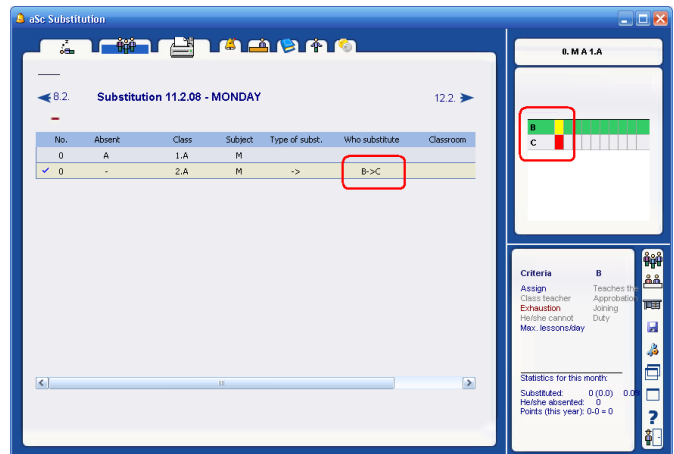 aSc Substitution
8.2. Substitution 11.2.08 - MONDAY 12.2.
No. Absent Class Subject Type of subst. Who substitute Classroom
0 A 1.A M
0 - 2.A M -> B->C
0. M A 1.A
B
C
Criteria B
Assign Teaches the
Class teacher Approbation
Exhaustion Joining
He/she cannot Duty
Max. lessons/day
Statistics for this month:
Substituted: 0 (0.0) 0.0%
He/she absented: 0
Points (this year): 0-0 = 0